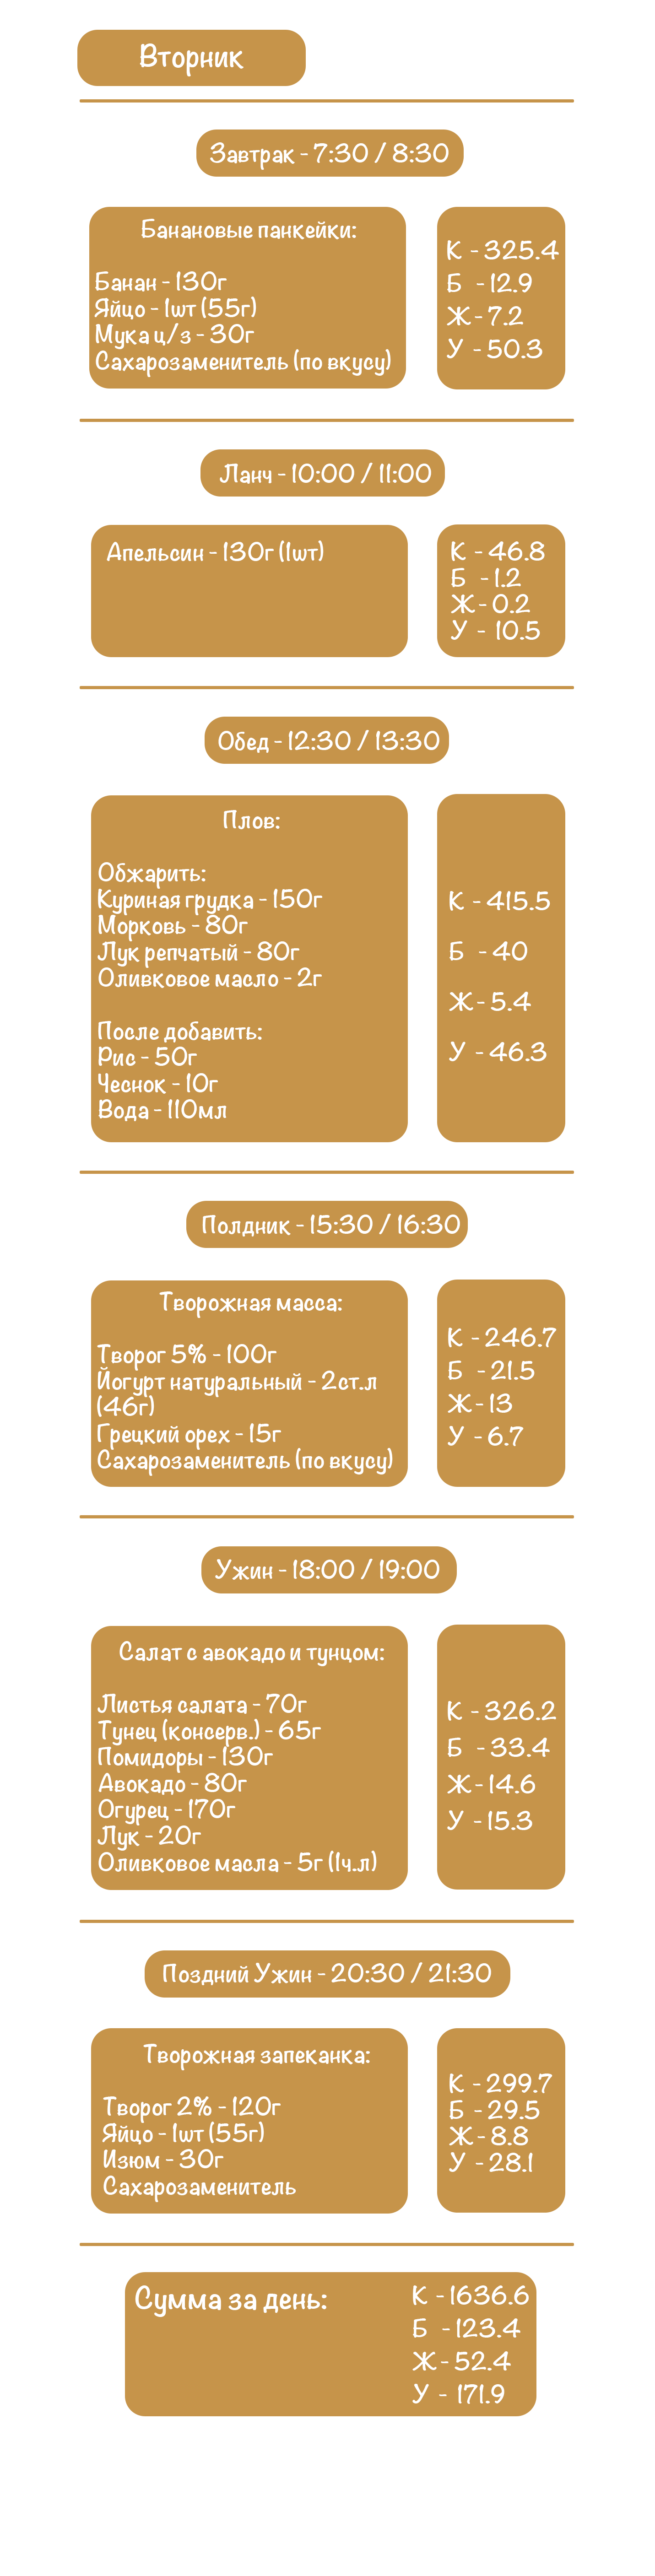 Вторник
Завтрак - 7:30 / 8:30
Банановые панкейки:
Банан - 130г
Яйцо - 1шт (55г)
Мука ц/з - 30г
Сахарозаменитель (по вкусу)
К - 325.4
Б - 12.9
Ж - 7.2
У - 50.3
Ланч - 10:00 / 11:00
Апельсин - 130г (1шт)
К - 46.8
Б - 1.2
Ж - 0.2
У - 10.5
Обед - 12:30 / 13:30
Плов:
Обжарить:
Куриная грудка - 150г
Морковь - 80г
Лук репчатый - 80г
Оливковое масло - 2г
После добавить:
Рис - 50г
Чеснок - 10г
Вода - 110мл
К - 415.5
Б - 40
Ж - 5.4
У - 46.3
Полдник - 15:30 / 16:30
Творожная масса:
Творог 5% - 100г
Йогурт натуральный - 2ст.л
(46г)
Грецкий орех - 15г
Сахарозаменитель (по вкусу)
К - 246.7
Б - 21.5
Ж - 13
У - 6.7
Ужин - 18:00 / 19:00
Салат с авокадо и тунцом:
Листья салата - 70г
Тунец (консерв.) - 65г
Помидоры - 130г
Авокадо - 80г
Огурец - 170г
Лук - 20г
Оливковое масла - 5г (1ч.л)
К - 326.2
Б - 33.4
Ж - 14.6
У - 15.3
Поздний Ужин - 20:30 / 21:30
Творожная запеканка:
Творог 2% - 120г
Яйцо - 1шт (55г)
Изюм - 30г
Сахарозаменитель
К - 299.7
Б - 29.5
Ж - 8.8
У - 28.1
Сумма за день:
К - 1636.6
Б - 123.4
Ж - 52.4
У - 171.9